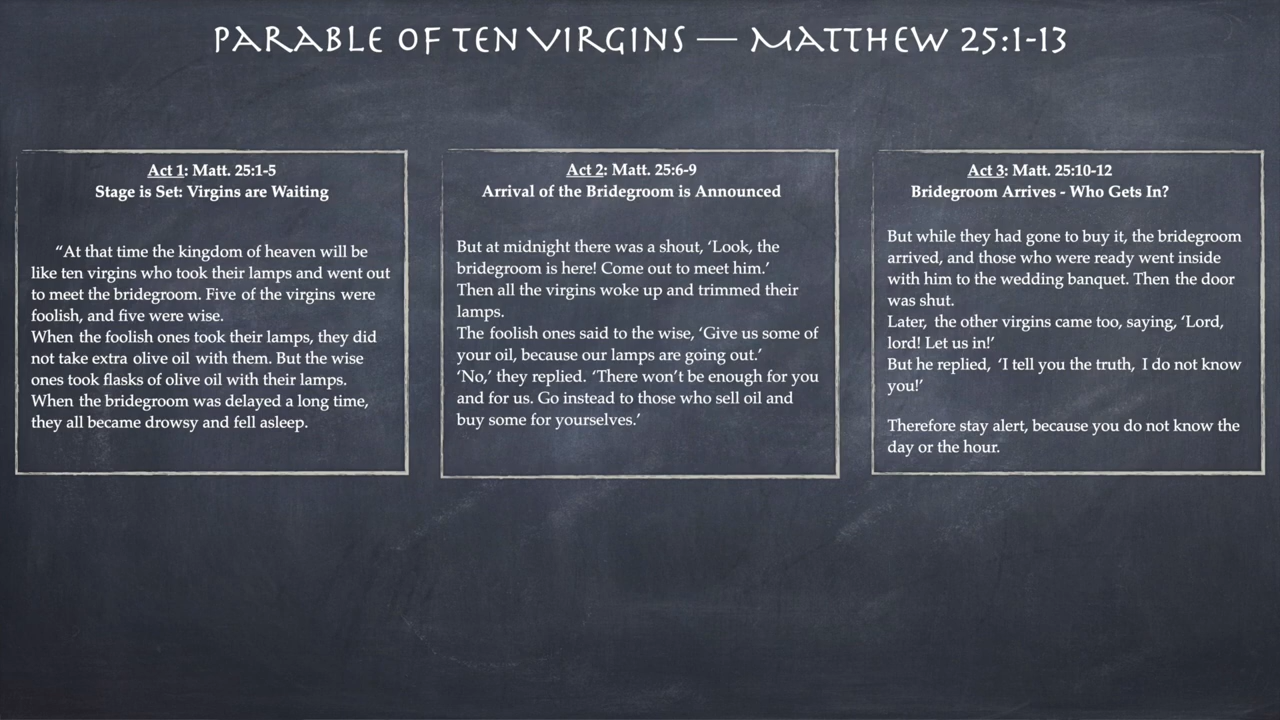 Parable of Ten Virgins — Matthew 25:1-13
Act 1: Matt. 25:1-5
Stage is Set: Virgins are Waiting
“At that time the kingdom of heaven will be
like ten virgins who took their lamps and went out
to meet the bridegroom. Five of the virgins were
foolish, and five were wise.
When the foolish ones took their lamps, they did
not take extra olive oil with them. But the wise
ones took flasks of olive oil with their lamps.
When the bridegroom was delayed a long time,
they all became drowsy and fell asleep.
Act 2: Matt. 25:6-9
Arrival of the Bridegroom is Announced
But at midnight there was a shout, ‘Look, the
bridegroom is here! Come out to meet him.’
Then all the virgins woke up and trimmed their
lamps.
The foolish ones said to the wise, ‘Give us some of
your oil, because our lamps are going out.’
‘No,’ they replied. ‘There won’t be enough for you
and for us. Go instead to those who sell oil and
buy some for yourselves.’
Act 3: Matt. 25:10-12
Bridegroom Arrives - Who Gets In?
But while they had gone to buy it, the bridegroom
arrived, and those who were ready went inside
with him to the wedding banquet. Then the door
was shut.
Later, the other virgins came too, saying, ‘Lord,
lord! Let us in!’
But he replied, ‘I tell you the truth, I do not know
you!’
Therefore stay alert, because you do not know the
day or the hour.